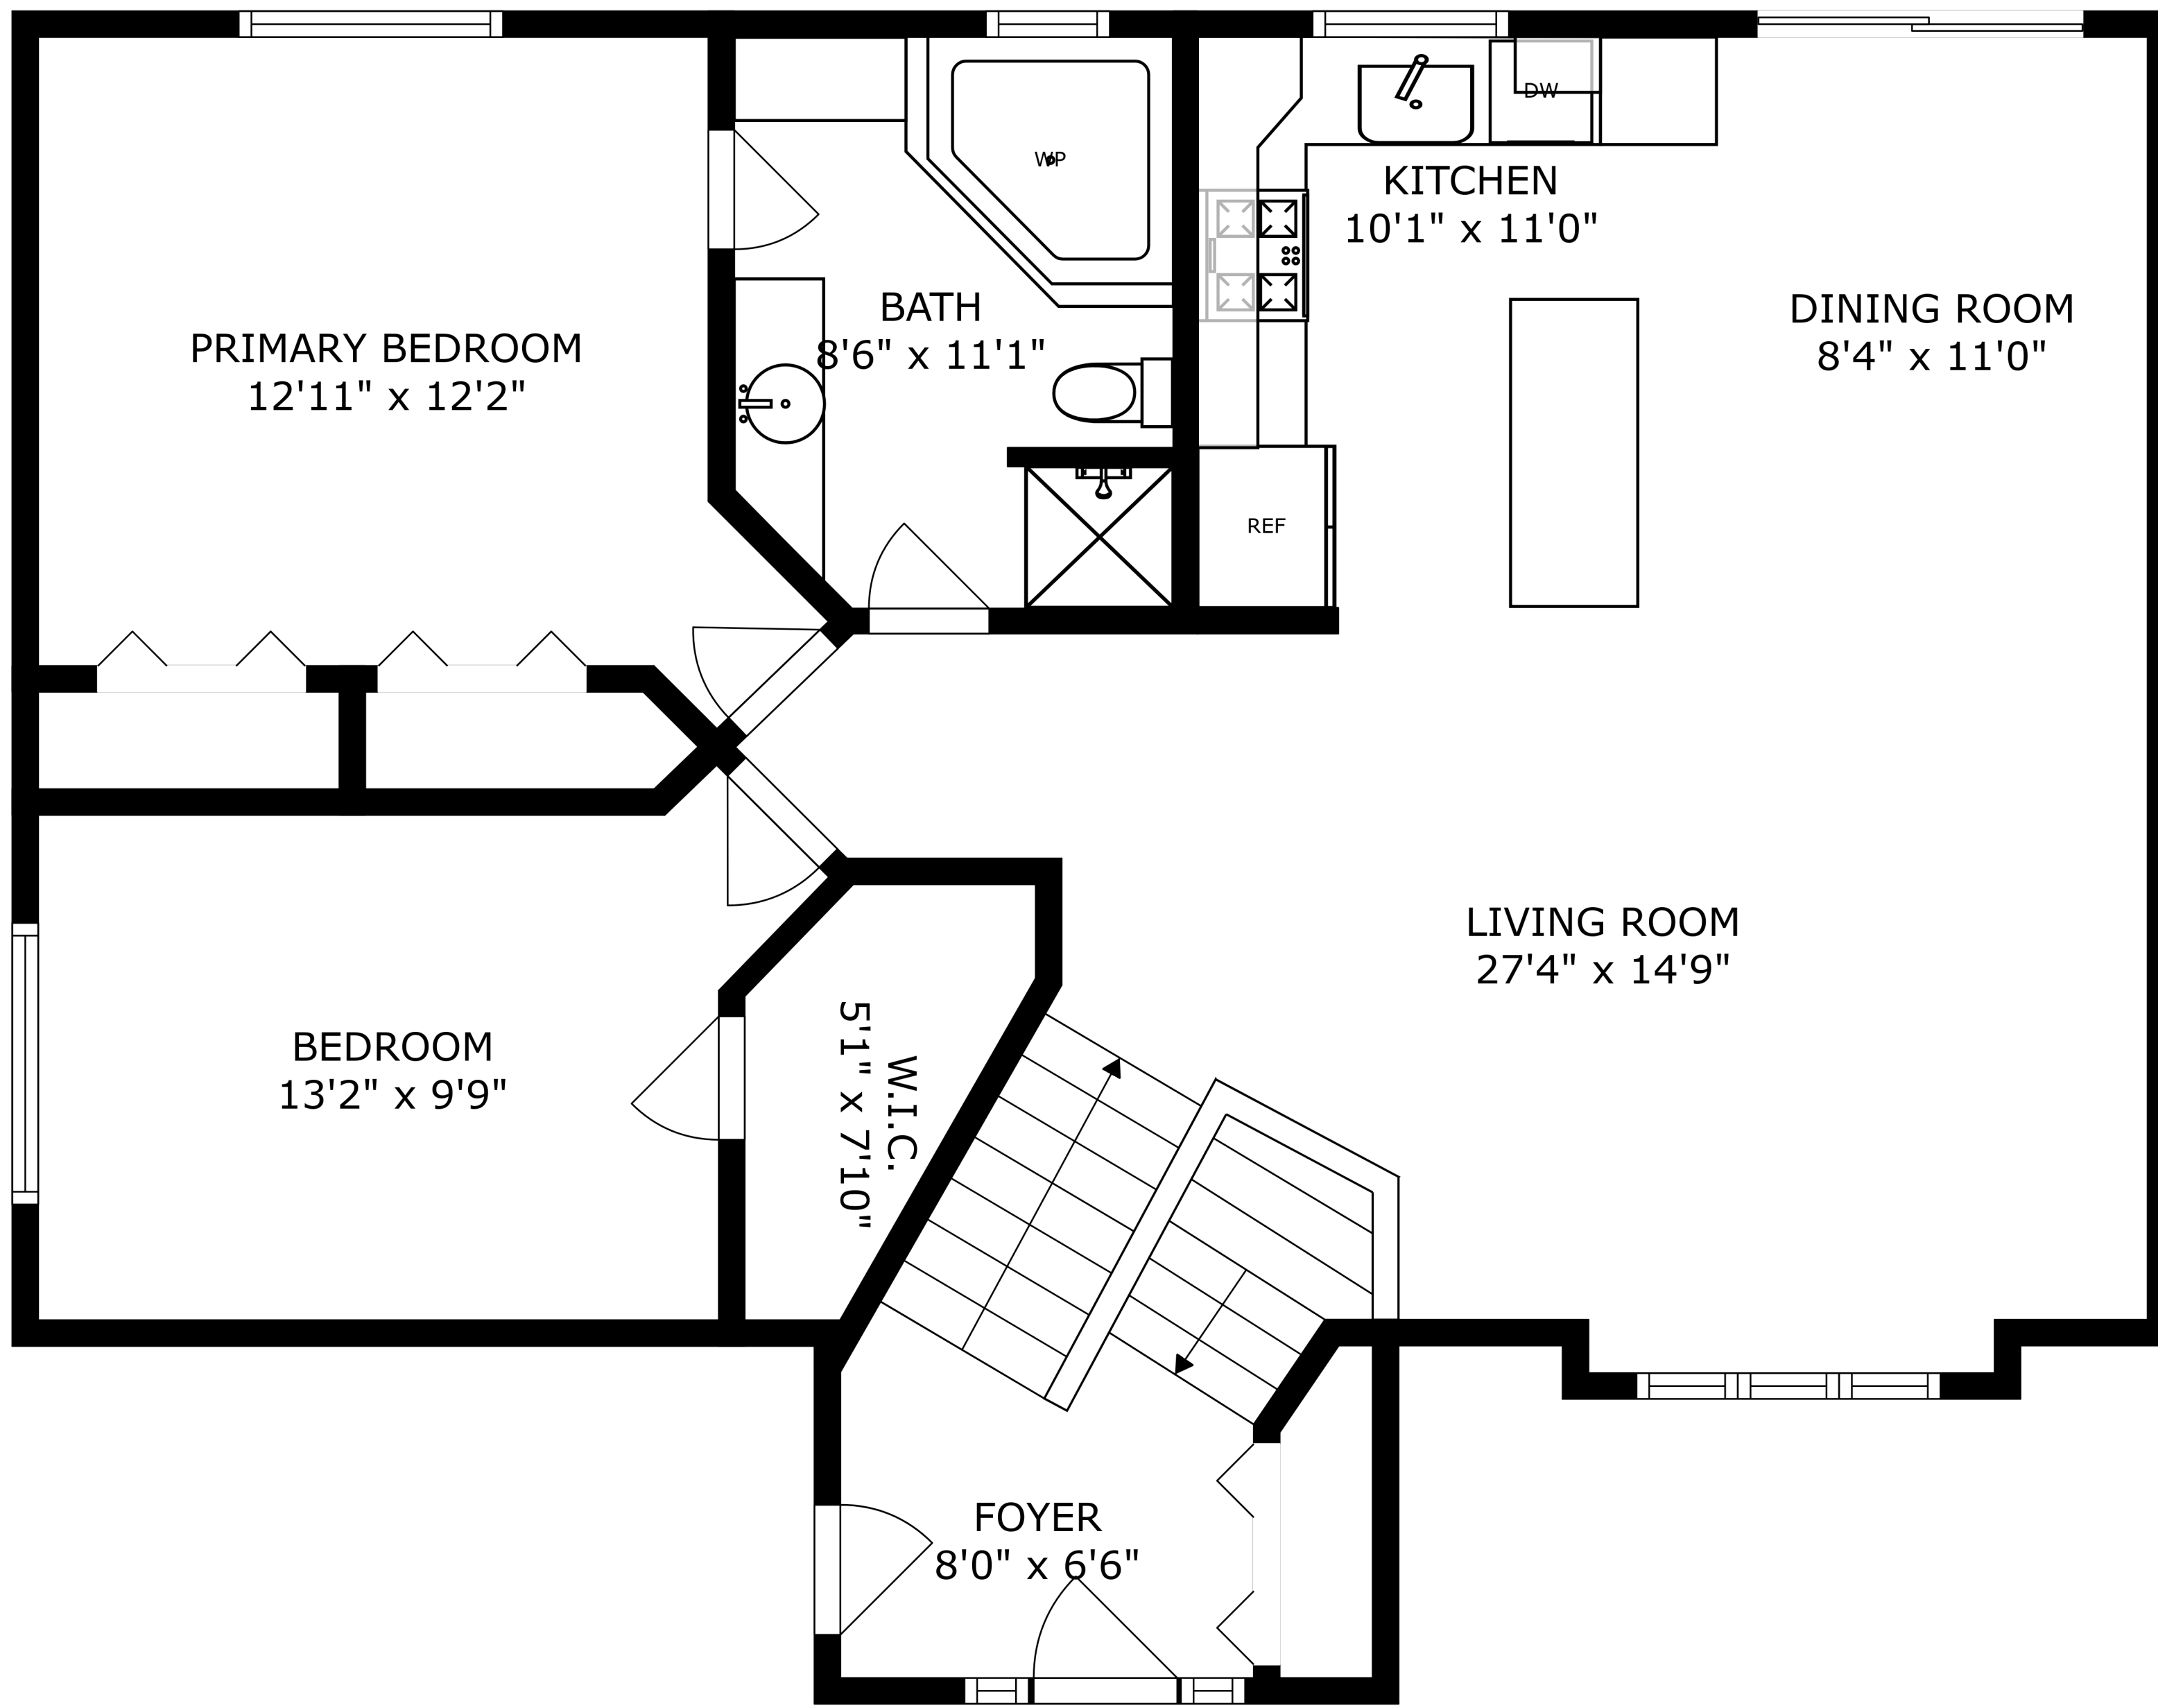 WP
DW
KITCHEN
10'1" x 11'0"
BATH
8'6" x 11'1"
DINING ROOM
8'4" x 11'0"
PRIMARY BEDROOM
12'11" x 12'2"
REF
LIVING ROOM
27'4" x 14'9"
BEDROOM
13'2" x 9'9"
W.I.C.
5'1" x 7'10"
FOYER
8'0" x 6'6"